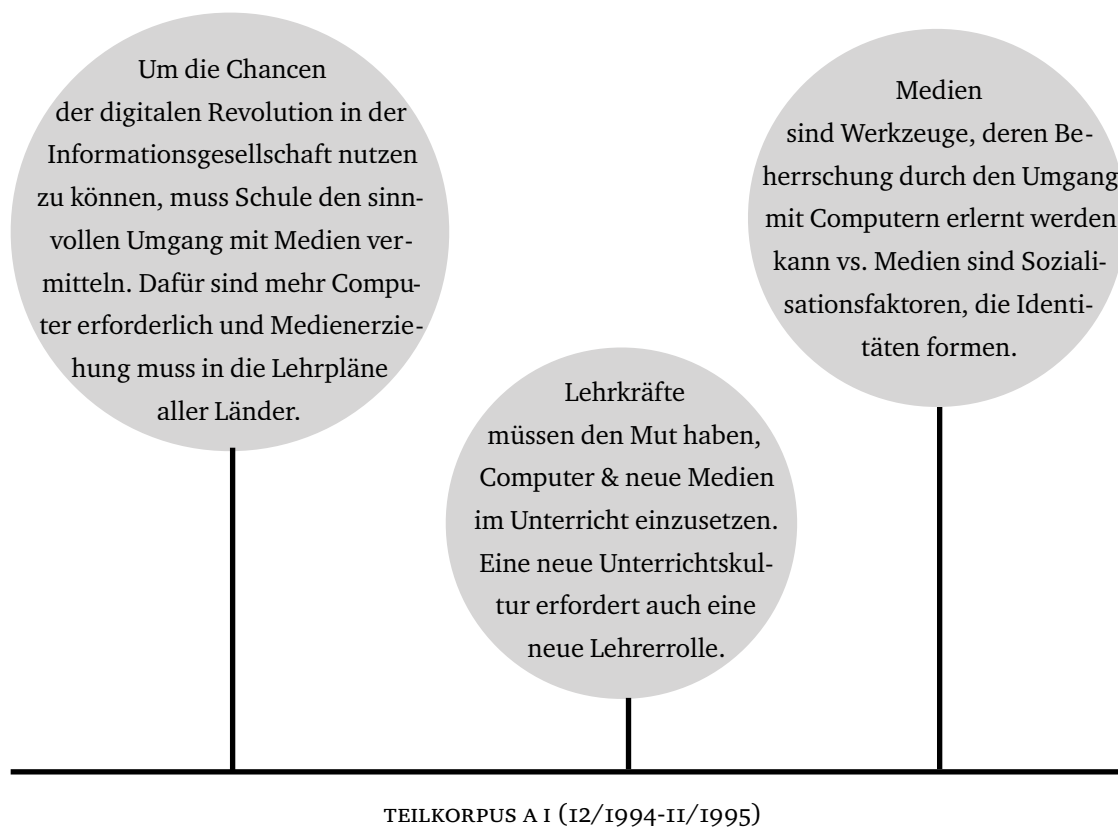 Um die Chancen
der digitalen Revolution in der
Informationsgesellschaft nutzen
zu können, muss Schule den sinn-
vollen Umgang mit Medien ver-
mitteln. Dafür sind mehr Compu-
ter erforderlich und Medienerzie-
hung muss in die Lehrpläne
aller Länder.
Lehrkräfte
müssen den Mut haben,
Computer & neue Medien
im Unterricht einzusetzen.
Eine neue Unterrichtskul-
tur erfordert auch eine
neue Lehrerrolle.
Medien
sind Werkzeuge, deren Be-
herrschung durch den Umgang
mit Computern erlernt werden
kann vs. Medien sind Soziali-
sationsfaktoren, die Identi-
täten formen.
TEILKORPUS A I (12/1994-11/1995)